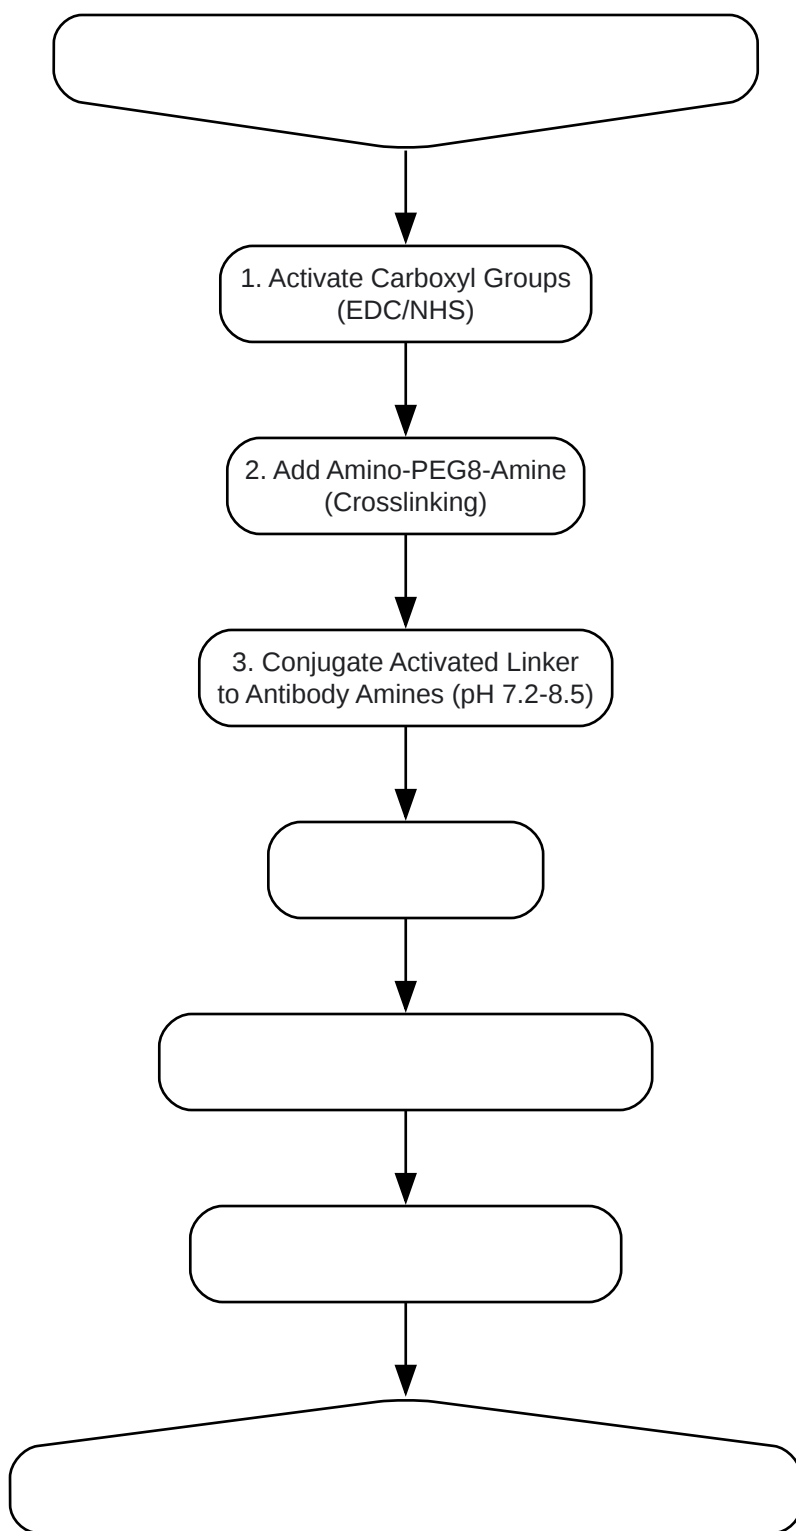 1. Activate Carboxyl Groups
(EDC/NHS)
2. Add Amino-PEG8-Amine
(Crosslinking)
3. Conjugate Activated Linker
to Antibody Amines (pH 7.2-8.5)